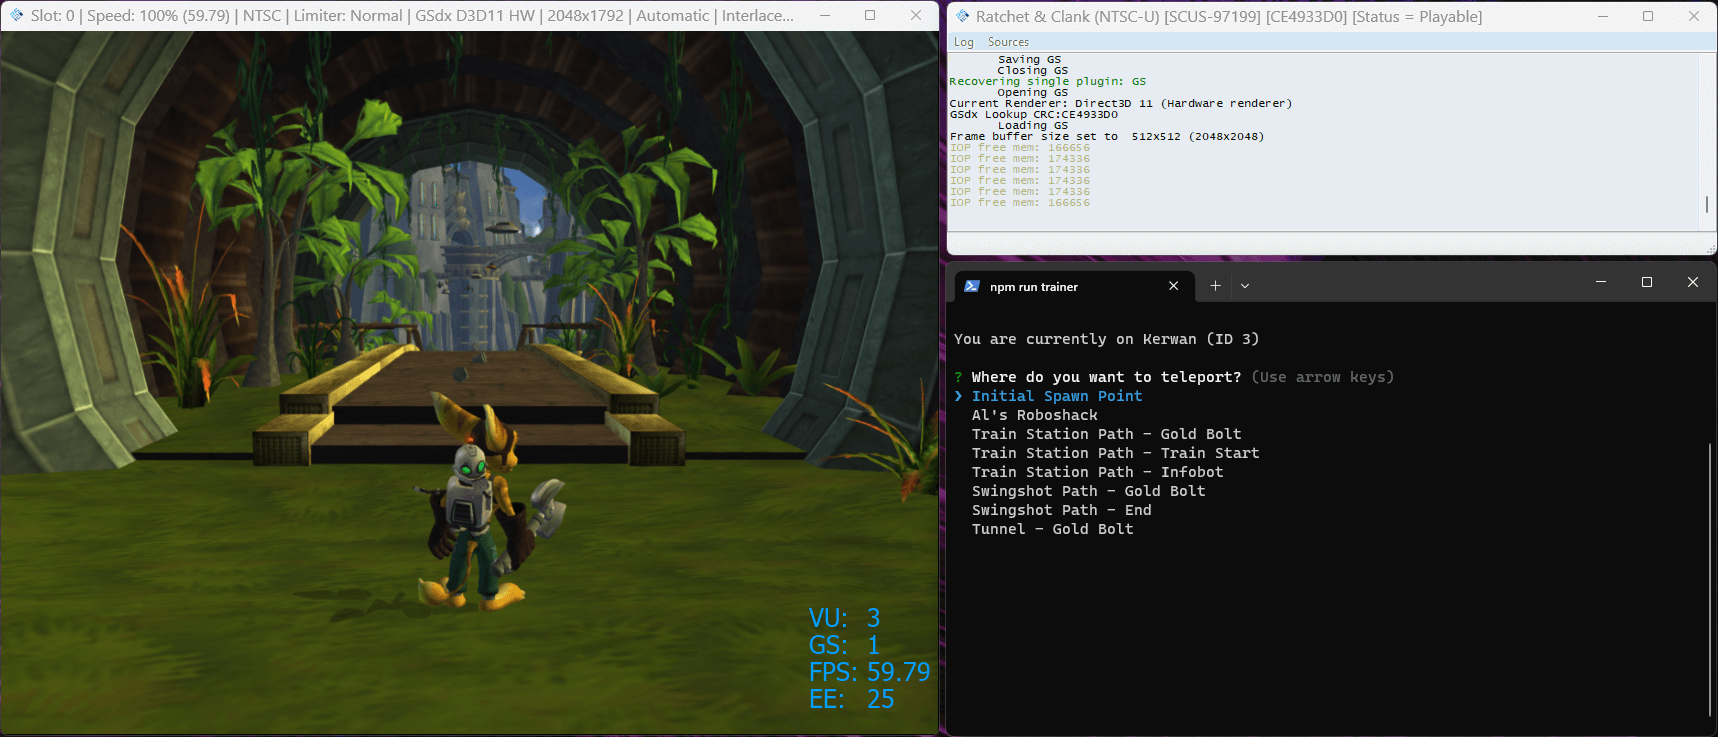 Slot: 0 | Speed: 100% (59.79) | NTSC | Limiter: Normal | GSdx D3D11 HW | 2048x1792 | Automatic | Interlace...
VU: 3
GS: 1
FPS: 59.79
EE: 25
Ratchet & Clank (NTSC-U) [SCUS-97199] [CE4933D0] [Status = Playable]
Log Sources
Saving GS
Closing GS
Recovering single plugin: GS
Opening GS
Current Renderer: Direct3D 11 (Hardware renderer)
GSdx Lookup CRC:CE4933D0
Loading GS
Frame buffer size set to  512x512 (2048x2048)
IOP free mem: 166656
IOP free mem: 174336
IOP free mem: 174336
IOP free mem: 174336
IOP free mem: 174336
IOP free mem: 166656
npm run trainer
You are currently on Kerwan (ID 3)
? Where do you want to teleport? (Use arrow keys)
❯ Initial Spawn Point
Al's Roboshack
Train Station Path - Gold Bolt
Train Station Path - Train Start
Train Station Path - Infobot
Swingshot Path - Gold Bolt
Swingshot Path - End
Tunnel - Gold Bolt